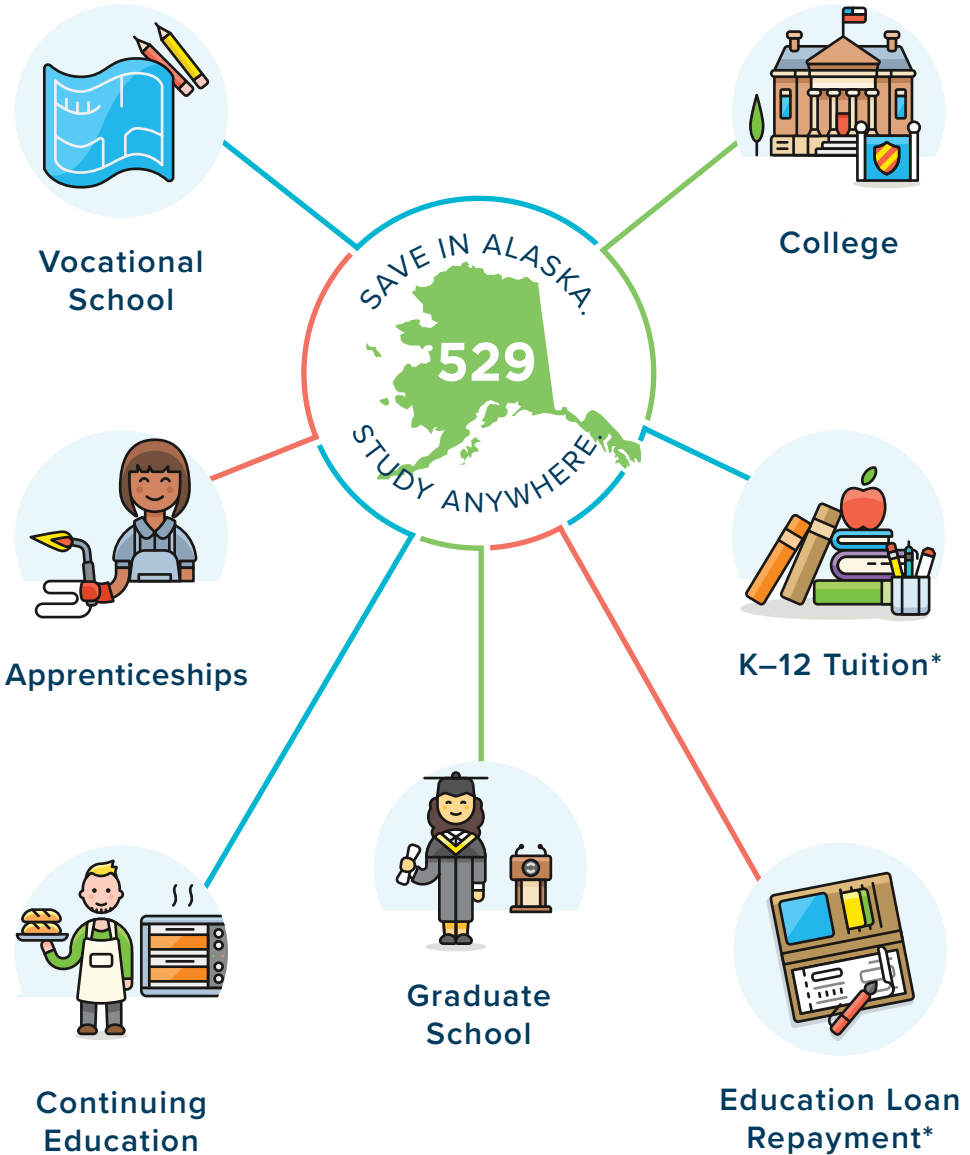 Vocational
School
College
SAVE IN ALASKA.
529
STUDY ANYWHERE.
Apprenticeships
K–12 Tuition*
Graduate
School
Continuing
Education
Education Loan
Repayment*